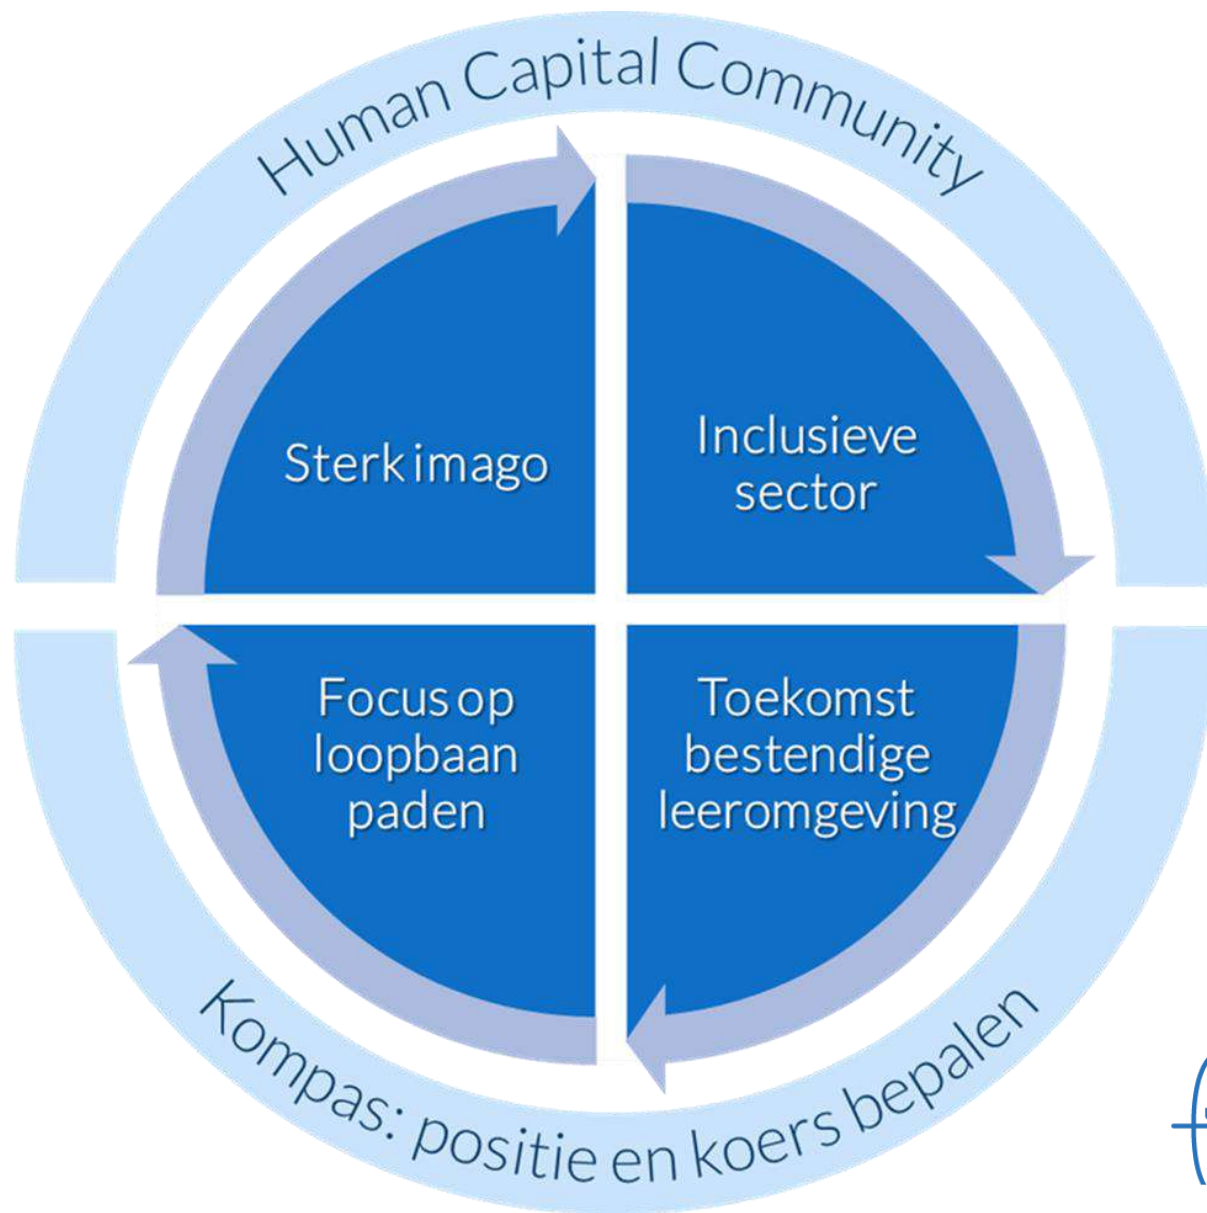 Human Capital Community
Sterk imago
Inclusieve
sector
Focus op
loopbaan
paden
Toekomst
bestendige
leeromgeving
Kompas: positie en koers bepalen